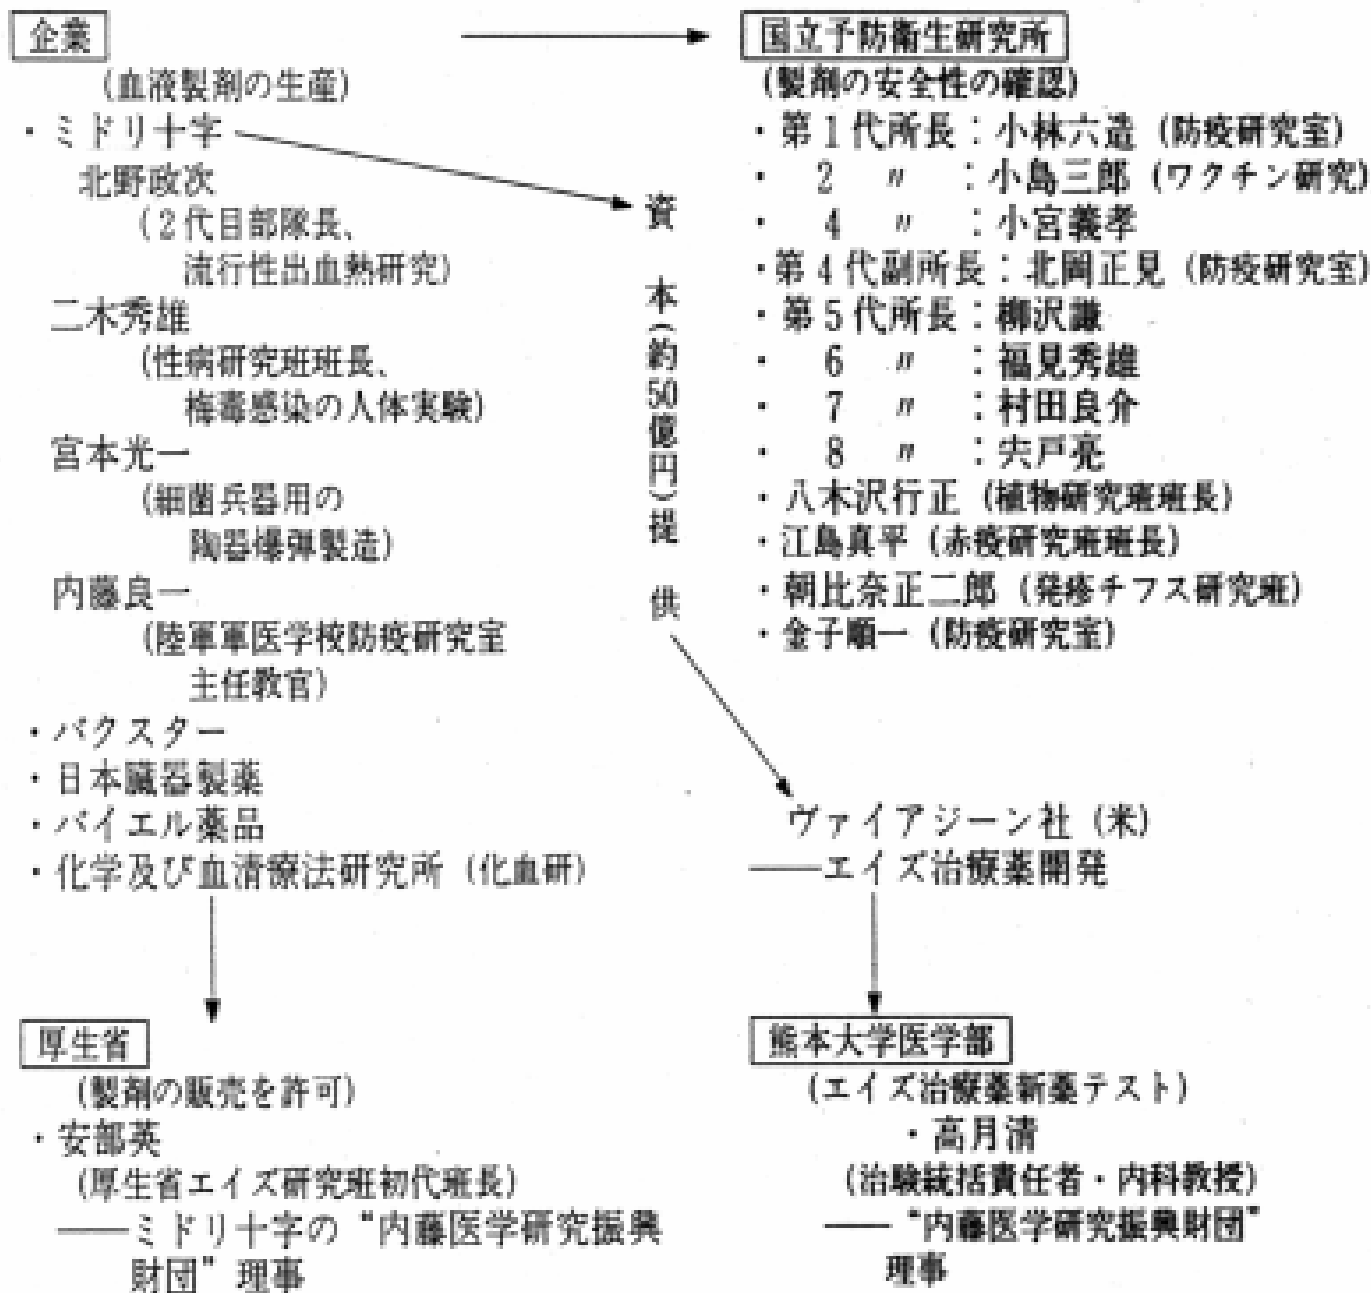 企業
(血液製剤の生産)
・ミドリ十字
北野政次
(2代目部隊長、
流行性出血熱研究)
二木秀雄
(性病研究班班長、
梅毒感染の人体実験)
宮本光一
(細菌兵器用の
陶器爆弾製造)
内藤良一
(陸軍軍医学校防疫研究室
主任教官)
・バクスター
・日本臓器製薬
・バイエル薬品
・化学及び血清療法研究所（化血研）
資本(約50億円)提供
国立予防衛生研究所
(製剤の安全性の確認)
・第1代所長：小林六造（防疫研究室）
・ 2 〃 ：小島三郎（ワクチン研究）
・ 4 〃 ：小宮義孝
・第4代副所長：北岡正見（防疫研究室）
・第5代所長：柳沢謙
・ 6 〃 ：福見秀雄
・ 7 〃 ：村田良介
・ 8 〃 ：宍戸亮
・八木沢行正（植物研究班班長）
・江島真平（赤疫研究班班長）
・朝比奈正二郎（発疹チフス研究班）
・金子順一（防疫研究室）
ヴァイアジーン社（米）
――エイズ治療薬開発
厚生省
(製剤の販売を許可)
・安部英
(厚生省エイズ研究班初代班長)
――ミドリ十字の“内藤医学研究振興
財団”理事
熊本大学医学部
(エイズ治療薬新薬テスト)
・高月清
(治験統括責任者・内科教授)
――“内藤医学研究振興財団”
理事